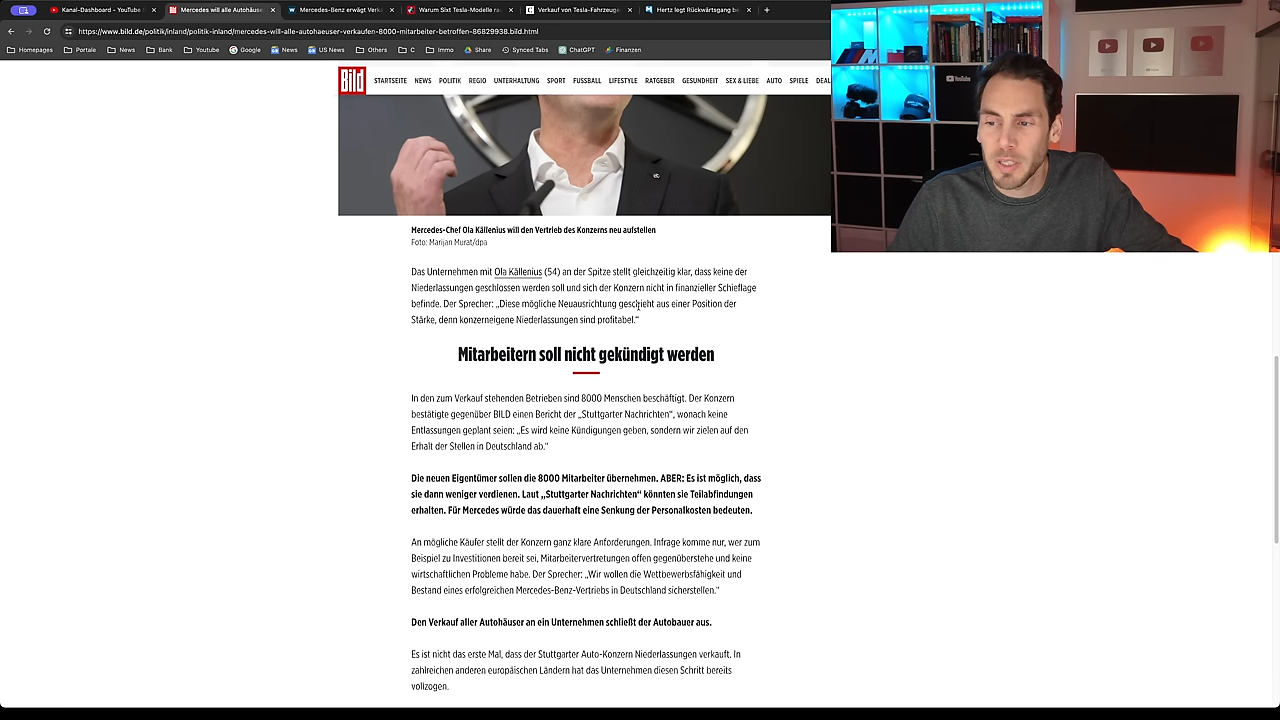 Kanal-Dashboard - YouTube
Mercedes will alle Autohäuse
Mercedes-Benz erwägt Verka
Warum Sixt Tesla-Modelle ra
Verkauf von Tesla-Fahrzeuge
Hertz legt Rückwärtsgang be
https://www.bild.de/politik/inland/politik-inland/mercedes-will-alle-autohaeuser-verkaufen-8000-mitarbeiter-betroffen-86829938.bild.html
Homepages Portale News Bank Youtube Google News US News Others C Immo Share Synced Tabs ChatGPT Finanzen
Bild STARTSEITE NEWS POLITIK REGIO UNTERHALTUNG SPORT FUSSBALL LIFESTYLE RATGEBER GESUNDHEIT SEX & LIEBE AUTO SPIELE DEAL
YouTube
Mercedes-Chef Ola Källenius will den Vertrieb des Konzerns neu aufstellen
Foto: Marijan Murat/dpa
Das Unternehmen mit Ola Källenius (54) an der Spitze stellt gleichzeitig klar, dass keine der
Niederlassungen geschlossen werden soll und sich der Konzern nicht in finanzieller Schieflage
befinde. Der Sprecher: „Diese mögliche Neuausrichtung geschieht aus einer Position der
Stärke, denn konzerneigene Niederlassungen sind profitabel.“
Mitarbeitern soll nicht gekündigt werden
In den zum Verkauf stehenden Betrieben sind 8000 Menschen beschäftigt. Der Konzern
bestätigte gegenüber BILD einen Bericht der „Stuttgarter Nachrichten“, wonach keine
Entlassungen geplant seien: „Es wird keine Kündigungen geben, sondern wir zielen auf den
Erhalt der Stellen in Deutschland ab.“
Die neuen Eigentümer sollen die 8000 Mitarbeiter übernehmen. ABER: Es ist möglich, dass
sie dann weniger verdienen. Laut „Stuttgarter Nachrichten“ könnten sie Teilabfindungen
erhalten. Für Mercedes würde das dauerhaft eine Senkung der Personalkosten bedeuten.
An mögliche Käufer stellt der Konzern ganz klare Anforderungen. Infrage komme nur, wer zum
Beispiel zu Investitionen bereit sei, Mitarbeitervertretungen offen gegenüberstehe und keine
wirtschaftlichen Probleme habe. Der Sprecher: „Wir wollen die Wettbewerbsfähigkeit und
Bestand eines erfolgreichen Mercedes-Benz-Vertriebs in Deutschland sicherstellen.“
Den Verkauf aller Autohäuser an ein Unternehmen schließt der Autobauer aus.
Es ist nicht das erste Mal, dass der Stuttgarter Auto-Konzern Niederlassungen verkauft. In
zahlreichen anderen europäischen Ländern hat das Unternehmen diesen Schritt bereits
vollzogen.